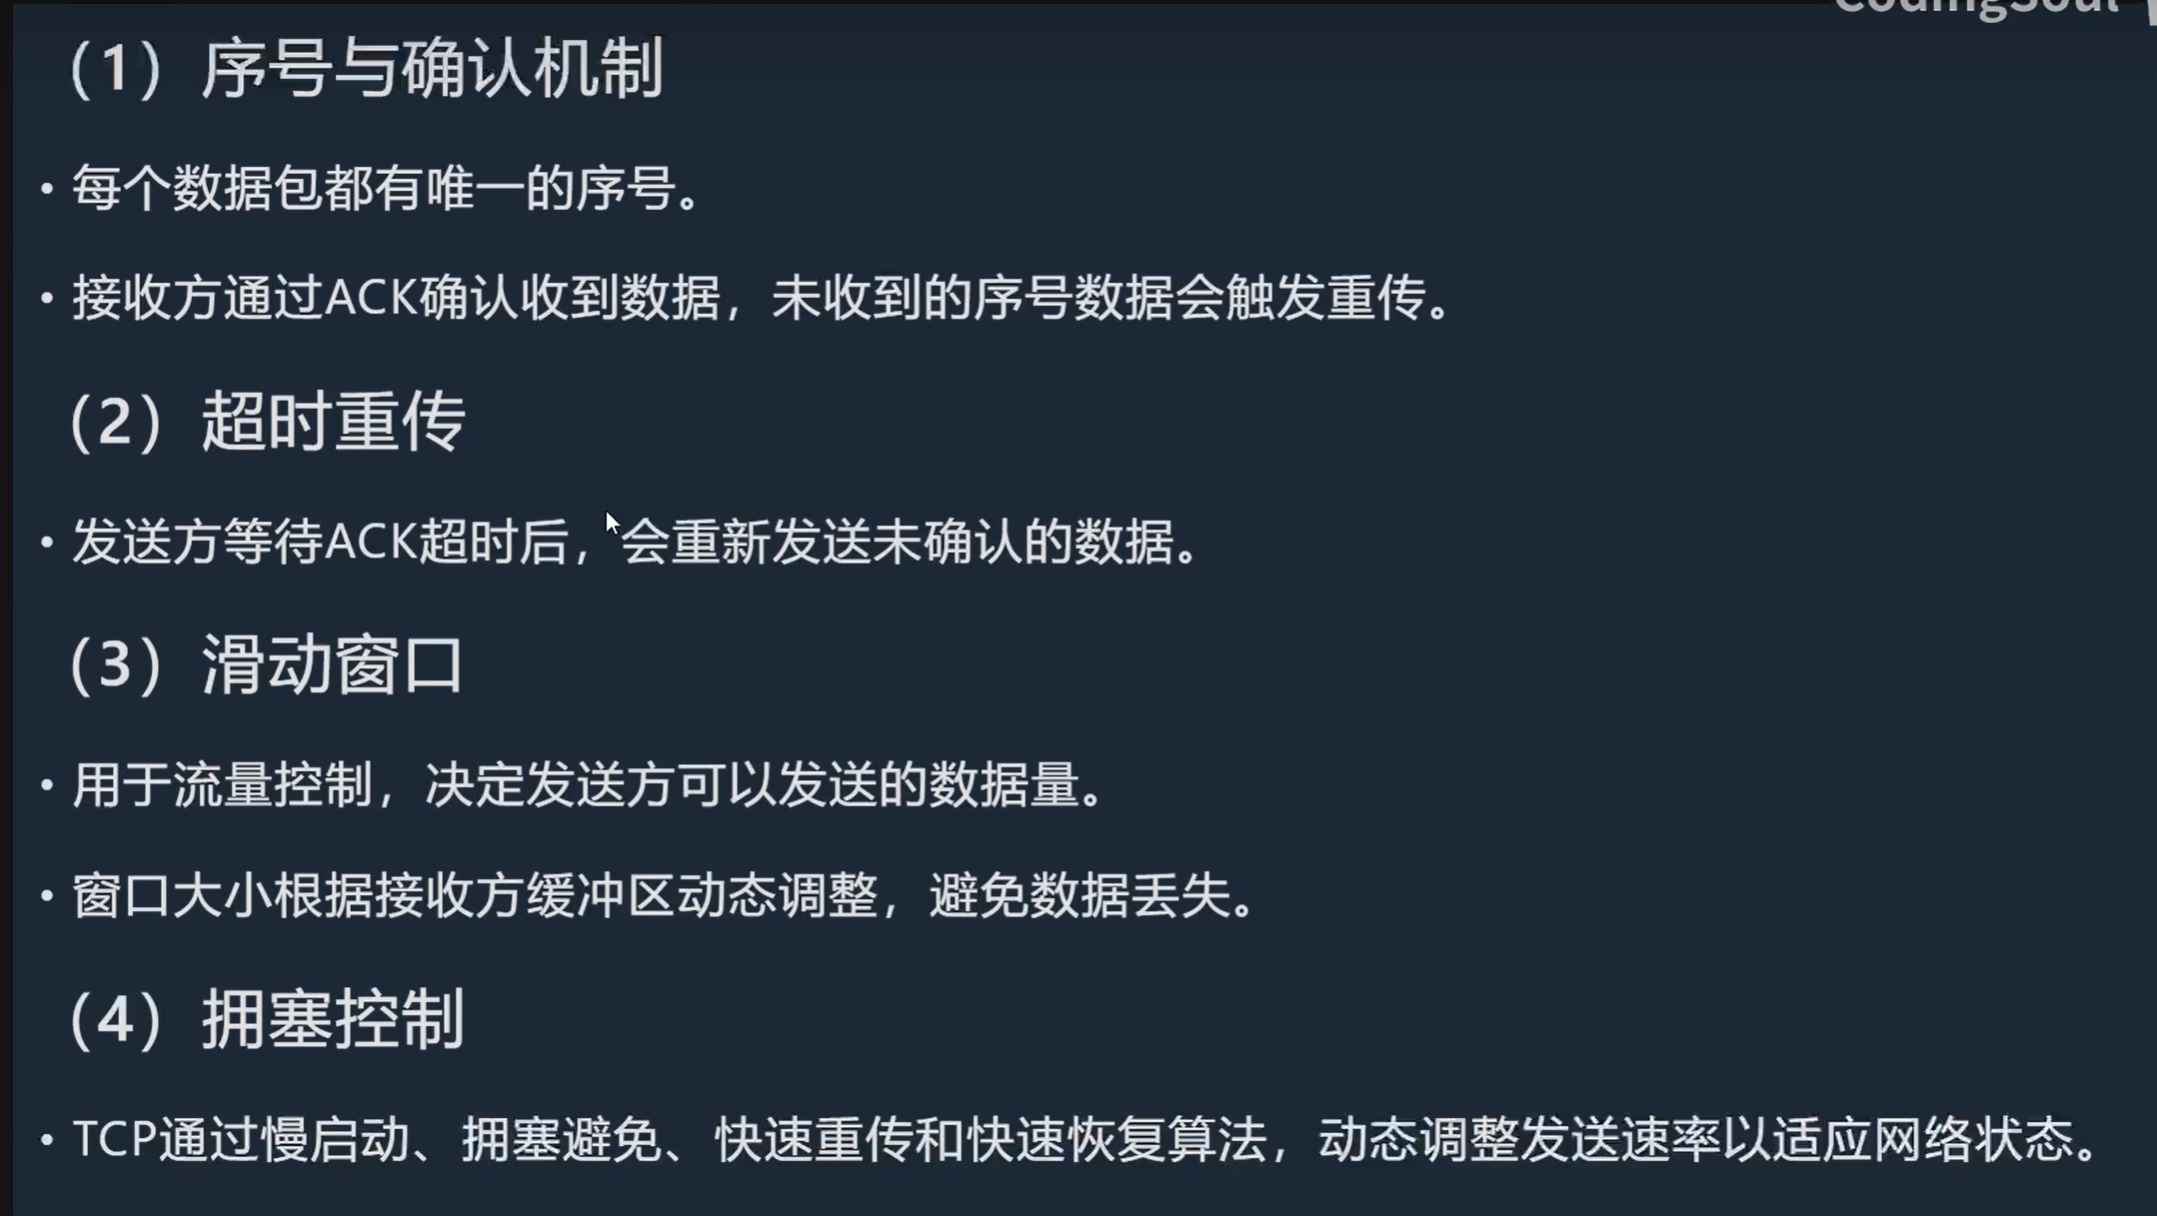 CodingSoul
（1）序号与确认机制
• 每个数据包都有唯一的序号。
• 接收方通过ACK确认收到数据，未收到的序号数据会触发重传。
（2）超时重传
• 发送方等待ACK超时后，会重新发送未确认的数据。
（3）滑动窗口
• 用于流量控制，决定发送方可以发送的数据量。
• 窗口大小根据接收方缓冲区动态调整，避免数据丢失。
（4）拥塞控制
• TCP通过慢启动、拥塞避免、快速重传和快速恢复算法，动态调整发送速率以适应网络状态。